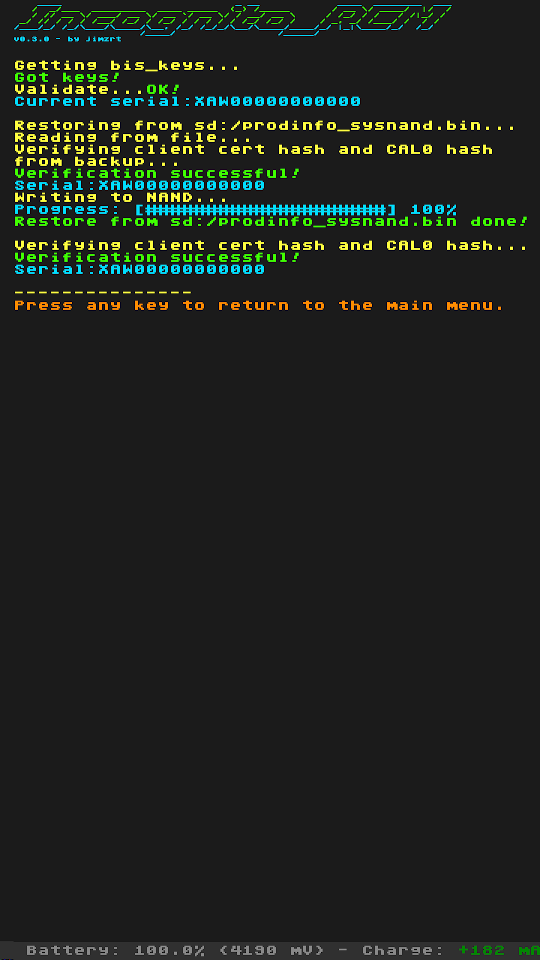 Incognito_RCM
v0.3.0 - by jimzrt
Getting bis_keys...
Got keys!
Validate...OK!
Current serial:XAW00000000000
Restoring from sd:/prodinfo_sysnand.bin...
Reading from file...
Verifying client cert hash and CAL0 hash
from backup...
Verification successful!
Serial:XAW00000000000
Writing to NAND...
Progress: [##############################] 100%
Restore from sd:/prodinfo_sysnand.bin done!
Verifying client cert hash and CAL0 hash...
Verification successful!
Serial:XAW00000000000
---------------
Press any key to return to the main menu.
Battery: 100.0% (4190 mV) - Charge: +182 mA